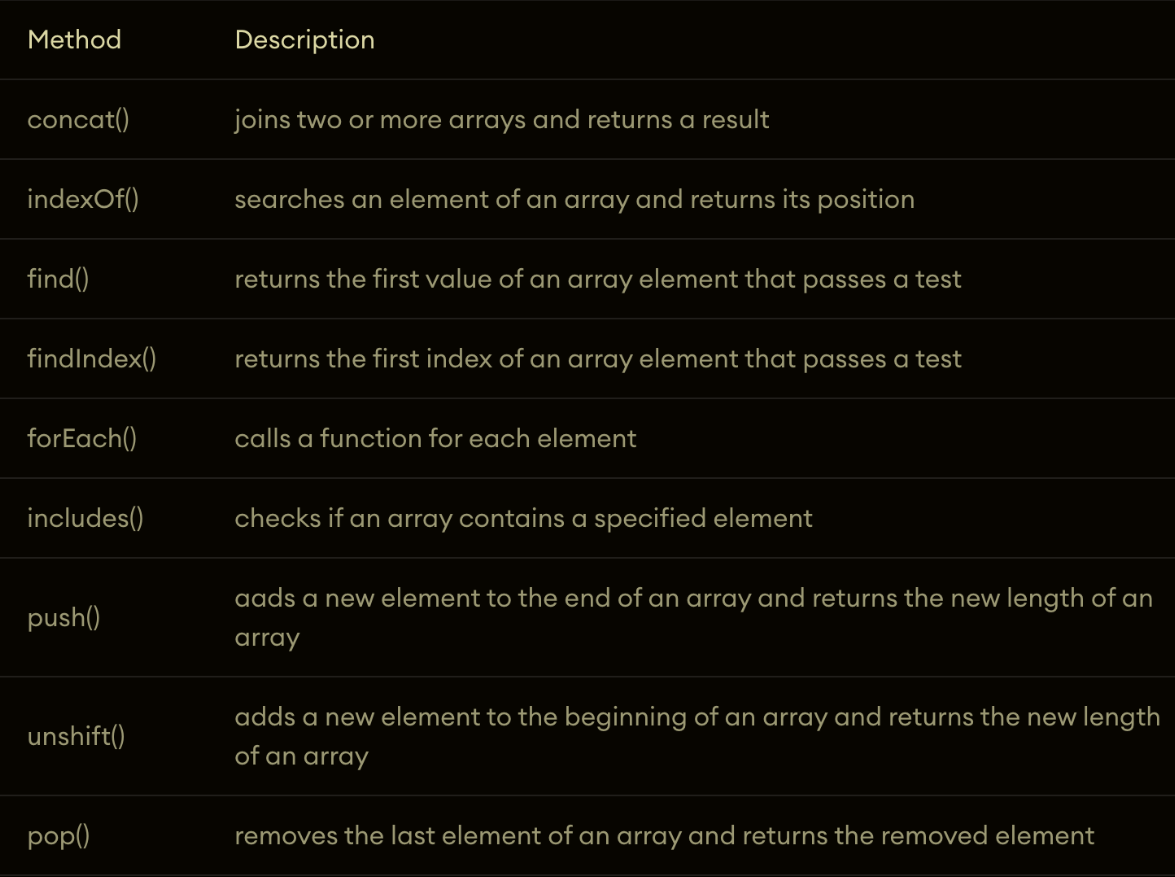 Method Description
concat() joins two or more arrays and returns a result
indexOf() searches an element of an array and returns its position
find() returns the first value of an array element that passes a test
findIndex() returns the first index of an array element that passes a test
forEach() calls a function for each element
includes() checks if an array contains a specified element
push() aads a new element to the end of an array and returns the new length of an
array
unshift() adds a new element to the beginning of an array and returns the new length
of an array
pop() removes the last element of an array and returns the removed element